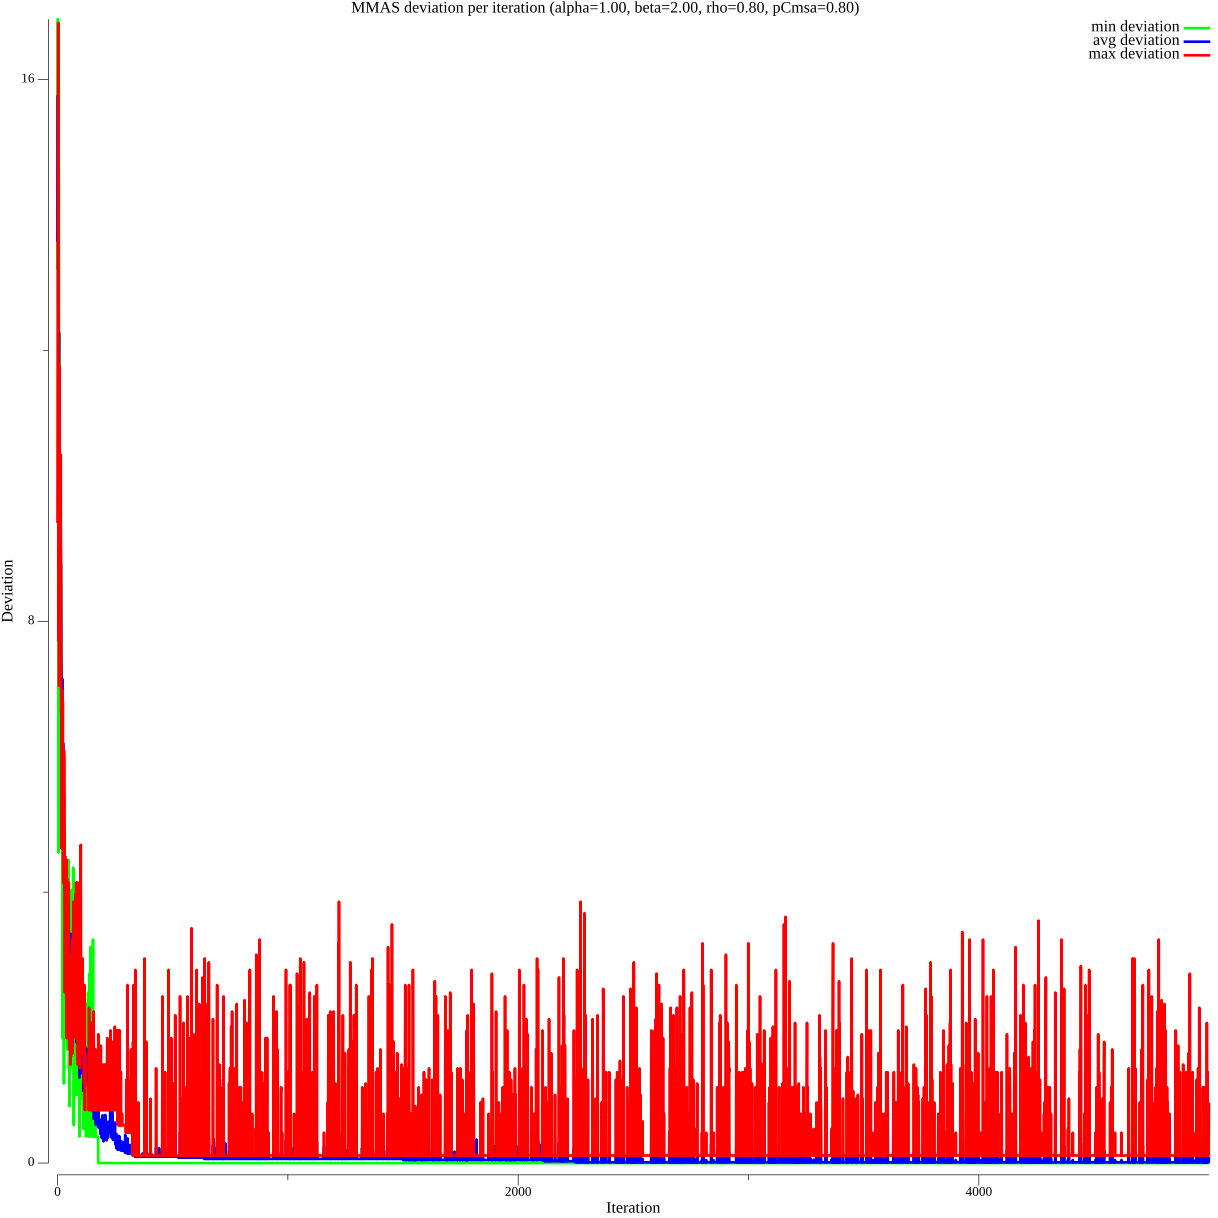 MMAS deviation per iteration (alpha=1.00, beta=2.00, rho=0.80, pCmsa=0.80)
min deviation
avg deviation
max deviation
16
8
0
Deviation
0
2000
4000
Iteration